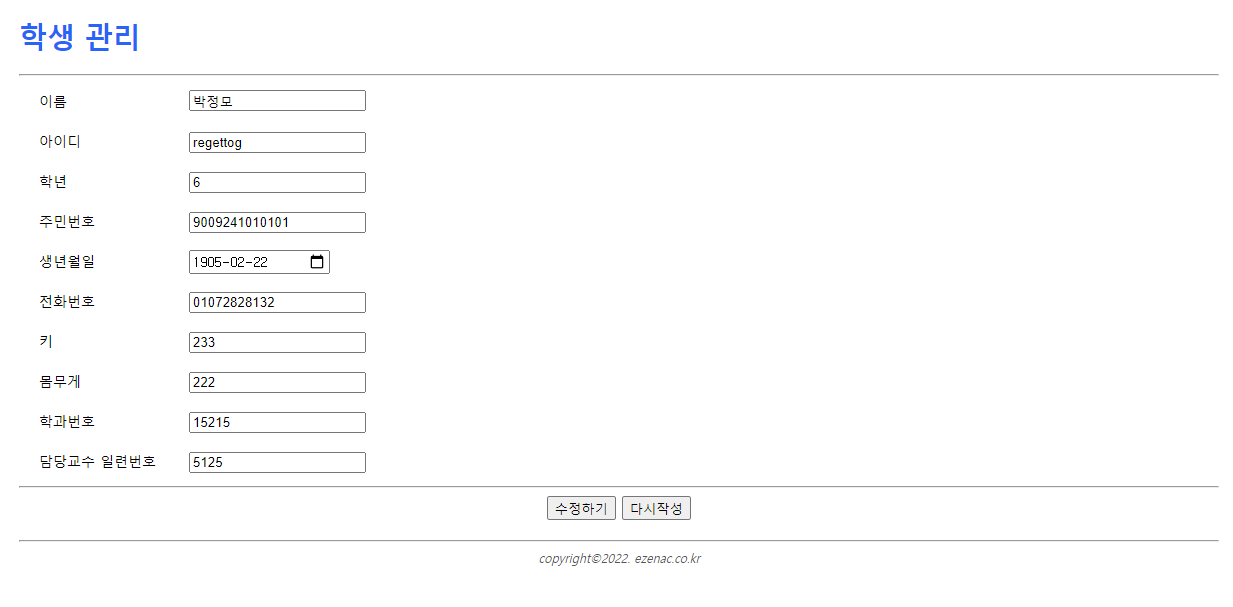 학생 관리
이름 박정모
아이디 regettog
학년 6
주민번호 9009241010101
생년월일 1905-02-22
전화번호 01072828132
키 233
몸무게 222
학과번호 15215
담당교수 일련번호 5125
수정하기 다시작성
copyright©2022. ezenac.co.kr